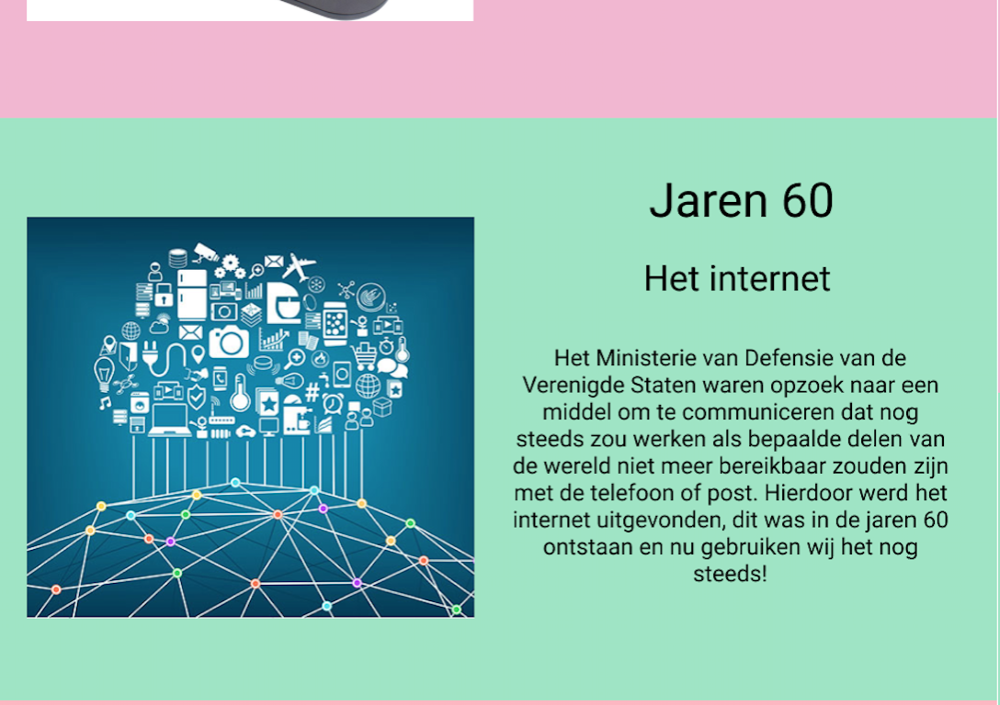 Jaren 60
Het internet
Het Ministerie van Defensie van de
Verenigde Staten waren opzoek naar een
middel om te communiceren dat nog
steeds zou werken als bepaalde delen van
de wereld niet meer bereikbaar zouden zijn
met de telefoon of post. Hierdoor werd het
internet uitgevonden, dit was in de jaren 60
ontstaan en nu gebruiken wij het nog
steeds!